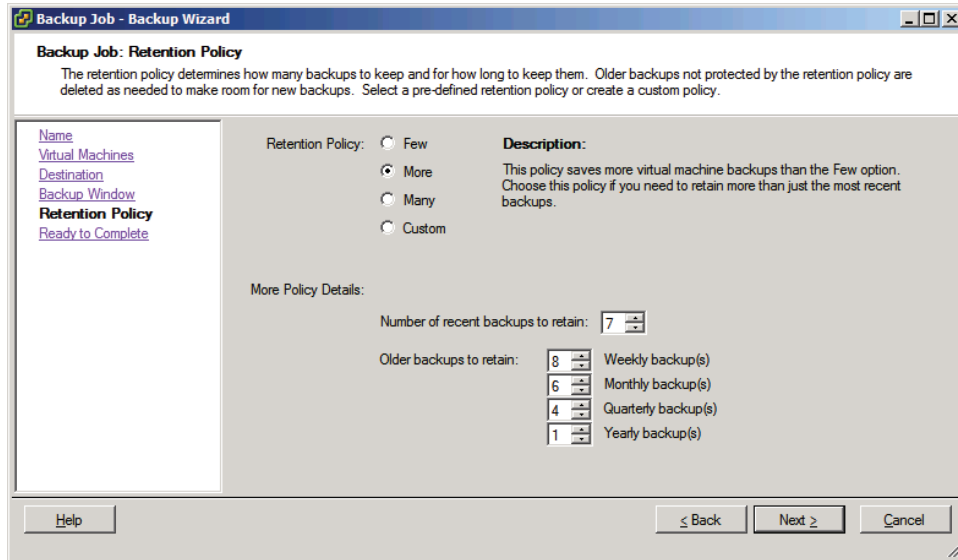 Backup Job - Backup Wizard
Backup Job: Retention Policy
The retention policy determines how many backups to keep and for how long to keep them.  Older backups not protected by the retention policy are
deleted as needed to make room for new backups.  Select a pre-defined retention policy or create a custom policy.
Name
Virtual Machines
Destination
Backup Window
Retention Policy
Ready to Complete
Retention Policy:
Few
More
Many
Custom
Description:
This policy saves more virtual machine backups than the Few option.
Choose this policy if you need to retain more than just the most recent
backups.
More Policy Details:
Number of recent backups to retain: 7
Older backups to retain: 8 Weekly backup(s)
6 Monthly backup(s)
4 Quarterly backup(s)
1 Yearly backup(s)
Help
< Back
Next >
Cancel